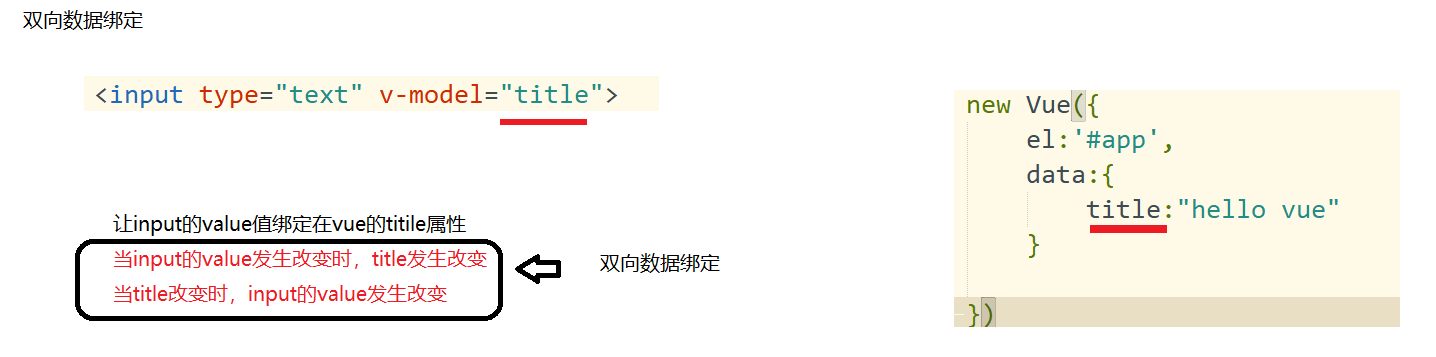 双向数据绑定
<input type="text" v-model="title">
让input的value值绑定在vue的titile属性
当input的value发生改变时，title发生改变
当title改变时，input的value发生改变
双向数据绑定
new Vue({
el:'#app',
data:{
title:"hello vue"
}
})